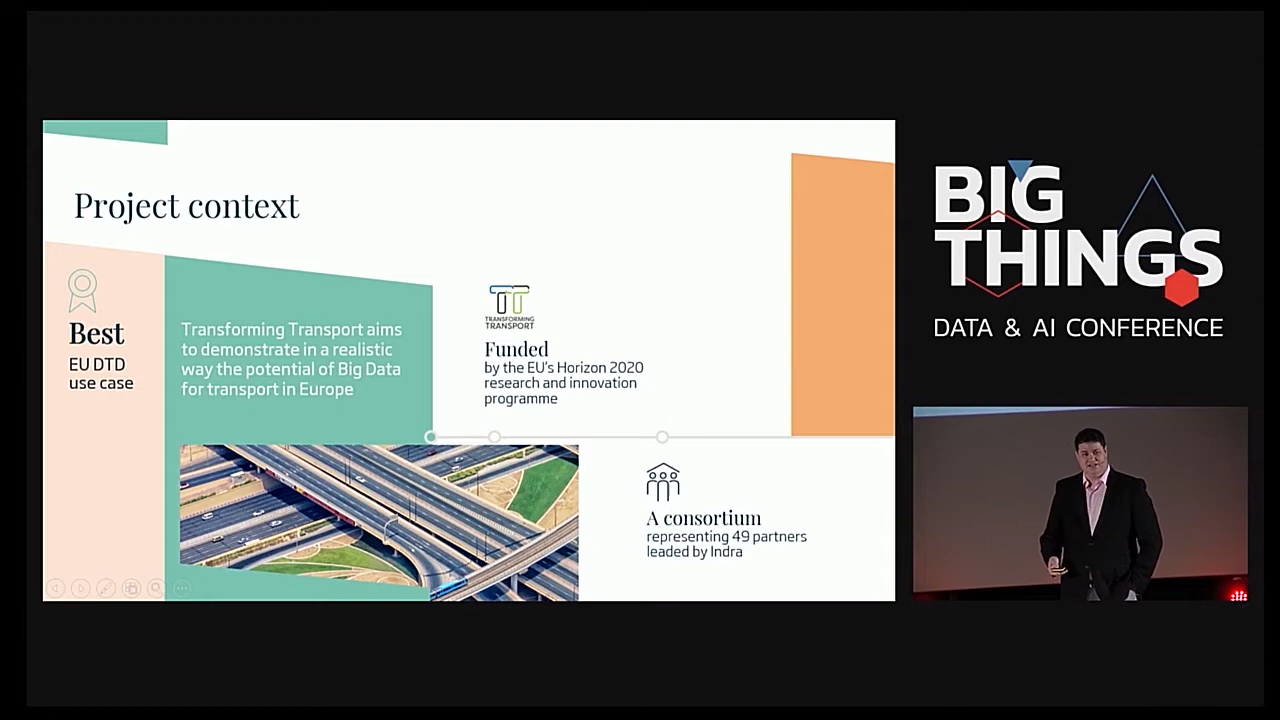 Project context
Best
EU DTD
use case
Transforming Transport aims
to demonstrate in a realistic
way the potential of Big Data
for transport in Europe
TT
TRANSFORMING
TRANSPORT
Funded
by the EU's Horizon 2020
research and innovation
programme
A consortium
representing 49 partners
leaded by Indra
BIG
THINGS
DATA & AI CONFERENCE